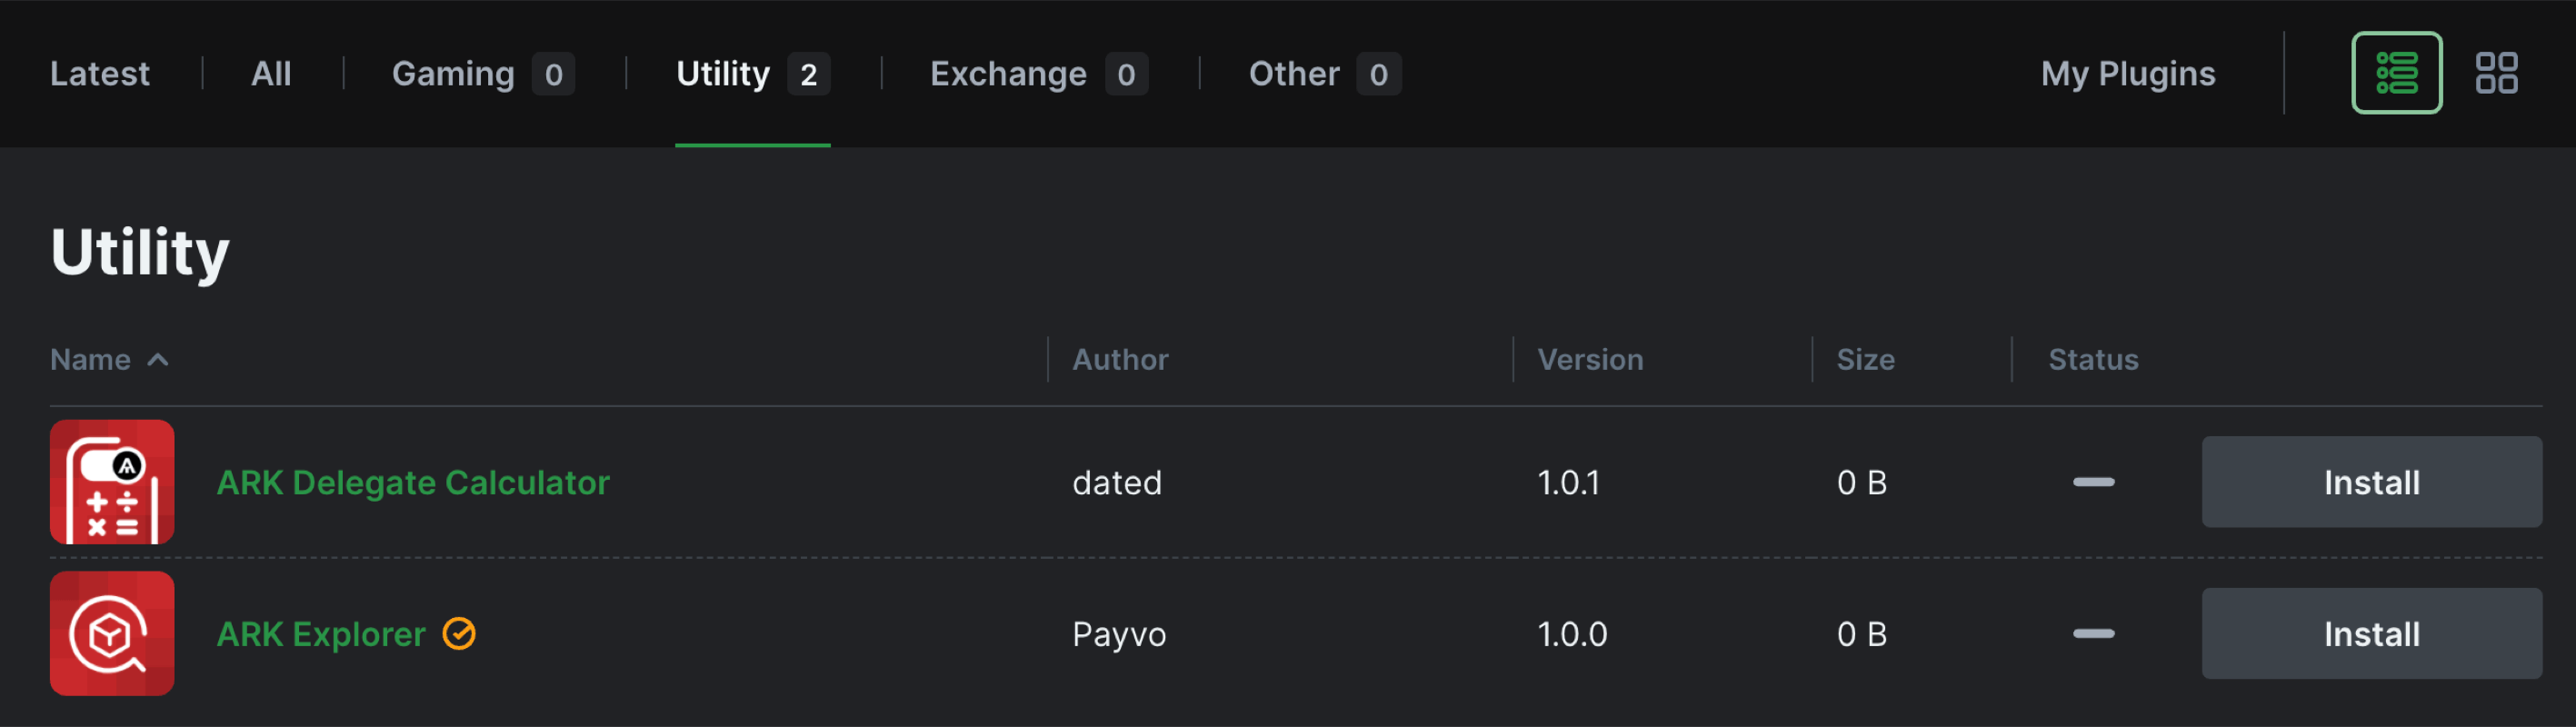 Latest All Gaming 0 Utility 2 Exchange 0 Other 0 My Plugins
Utility
Name Author Version Size Status
ARK Delegate Calculator dated 1.0.1 0 B Install
ARK Explorer Payvo 1.0.0 0 B Install